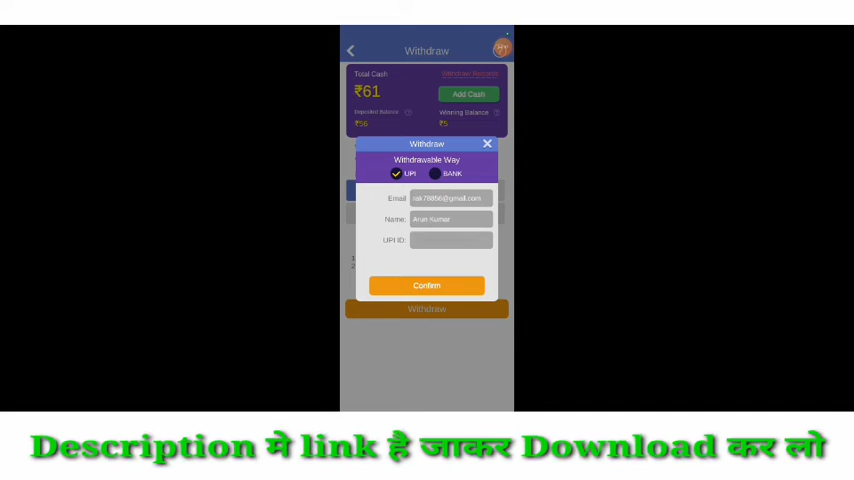 Withdraw
Total Cash
Withdraw Records
₹61
Add Cash
Deposited Balance
Winning Balance
₹56
₹5
Withdraw
Withdrawable Way
UPI
BANK
Email
rak78856@gmail.com
Name:
Arun Kumar
UPI ID:
Confirm
Withdraw
Description मे link है जाकर Download कर लो